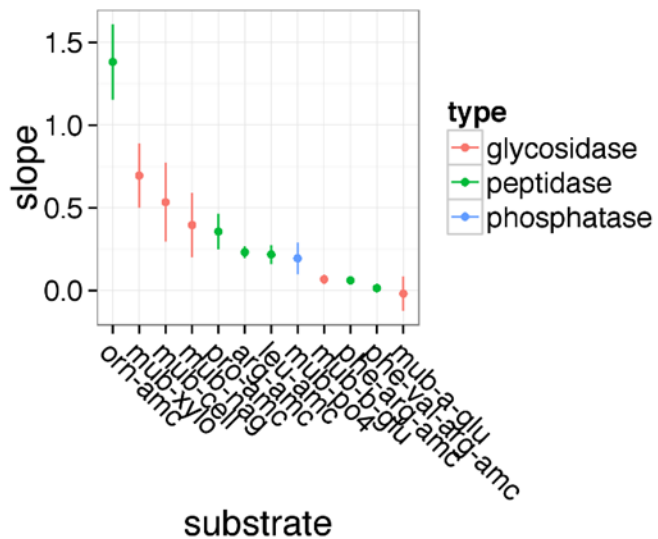 1.5
1.0
0.5
0.0
slope
orn-amc
mub-xylo
mub-cell
mub-nag
pro-amc
arg-amc
leu-amc
mub-po4
mub-b-glu
phe-arg-amc
phe-val-arg-amc
mub-a-glu
substrate
type
glycosidase
peptidase
phosphatase